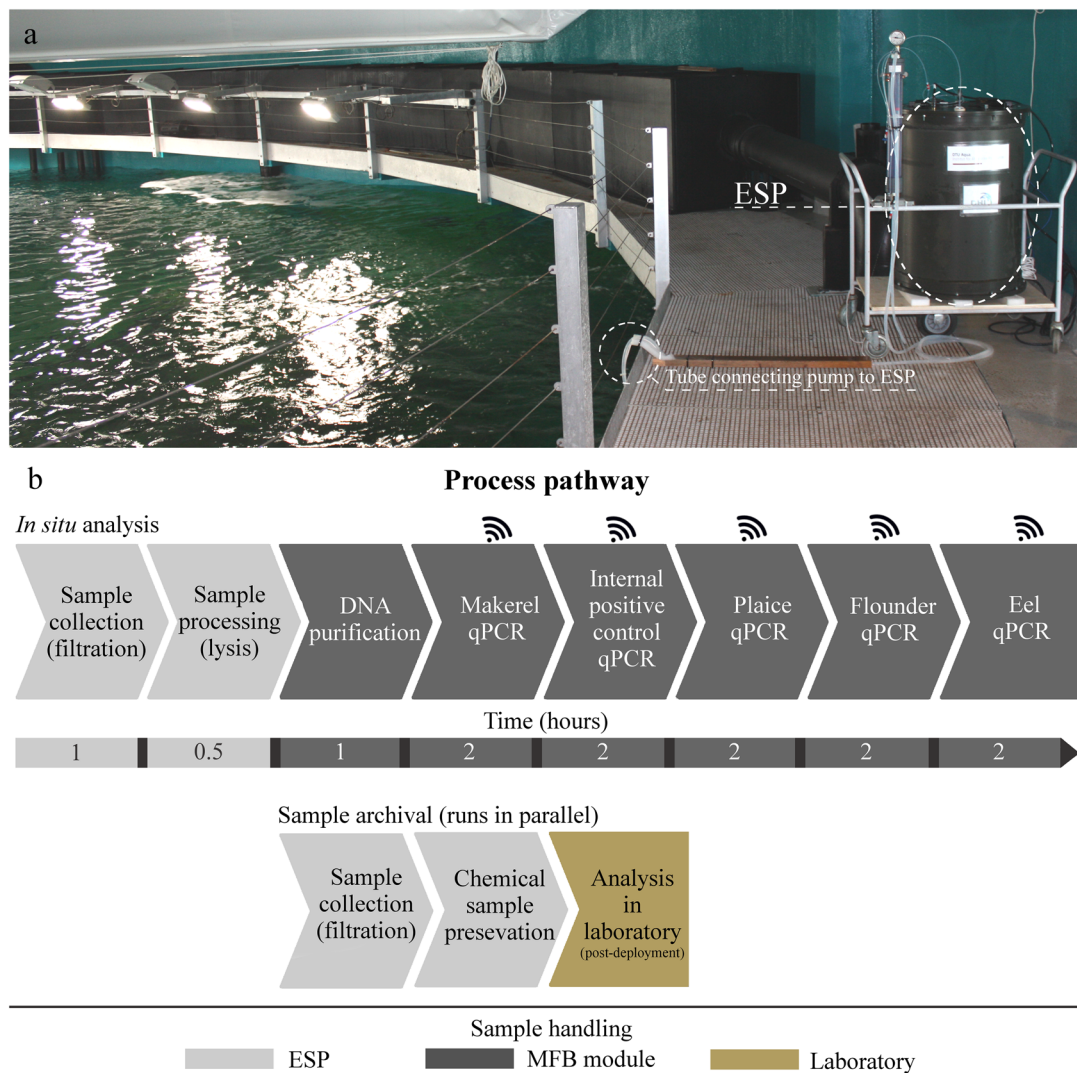 a
ESP
Tube connecting pump to ESP
b
Process pathway
In situ analysis
Sample
collection
(filtration)
Sample
processing
(lysis)
DNA
purification
Makerel
qPCR
Internal
positive
control
qPCR
Plaice
qPCR
Flounder
qPCR
Eel
qPCR
Time (hours)
1 0.5 1 2 2 2 2 2
Sample archival (runs in parallel)
Sample
collection
(filtration)
Chemical
sample
presevation
Analysis
in
laboratory
(post-deployment)
Sample handling
ESP MFB module Laboratory